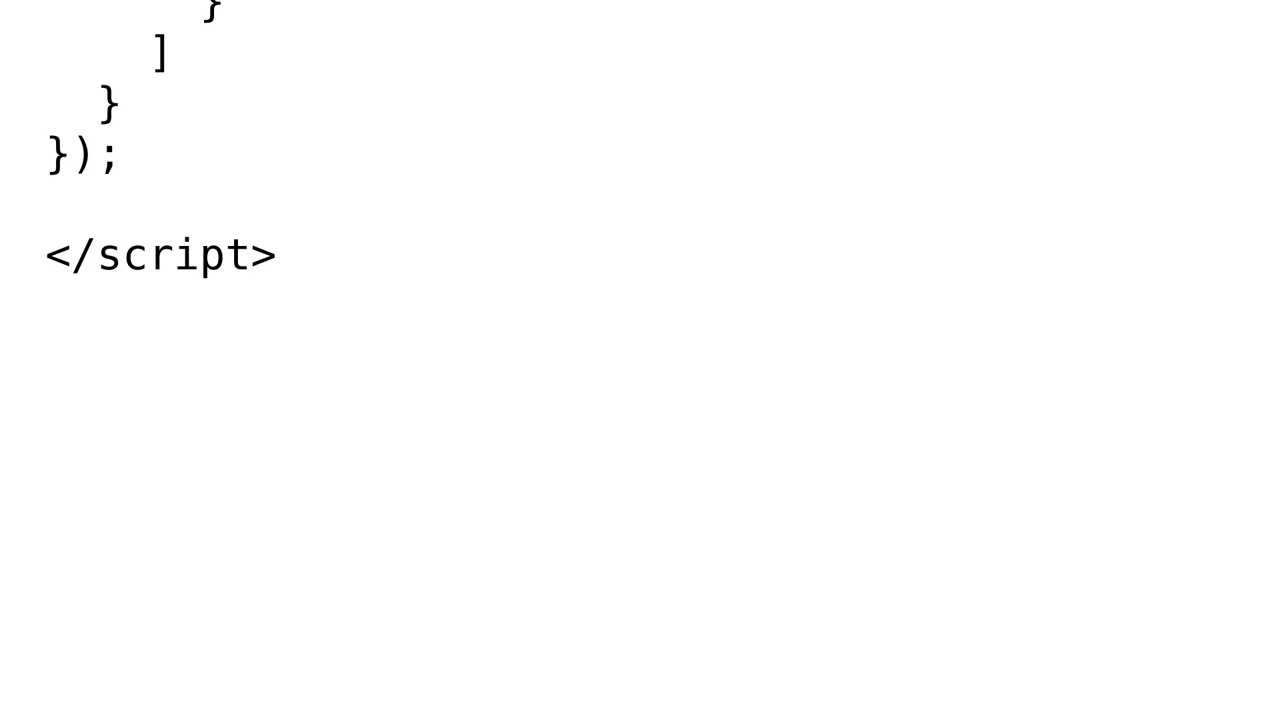 }
    ]
  }
});

</script>